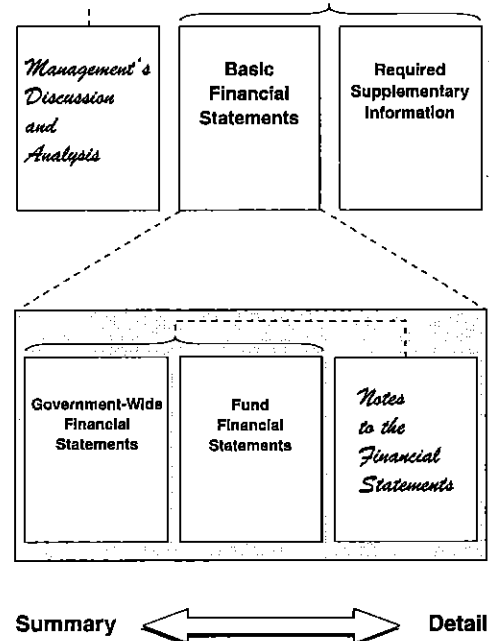 Management's
Discussion
and
Analysis
Basic
Financial
Statements
Required
Supplementary
Information
Government-Wide
Financial
Statements
Fund
Financial
Statements
Notes
to the
Financial
Statements
Summary
Detail